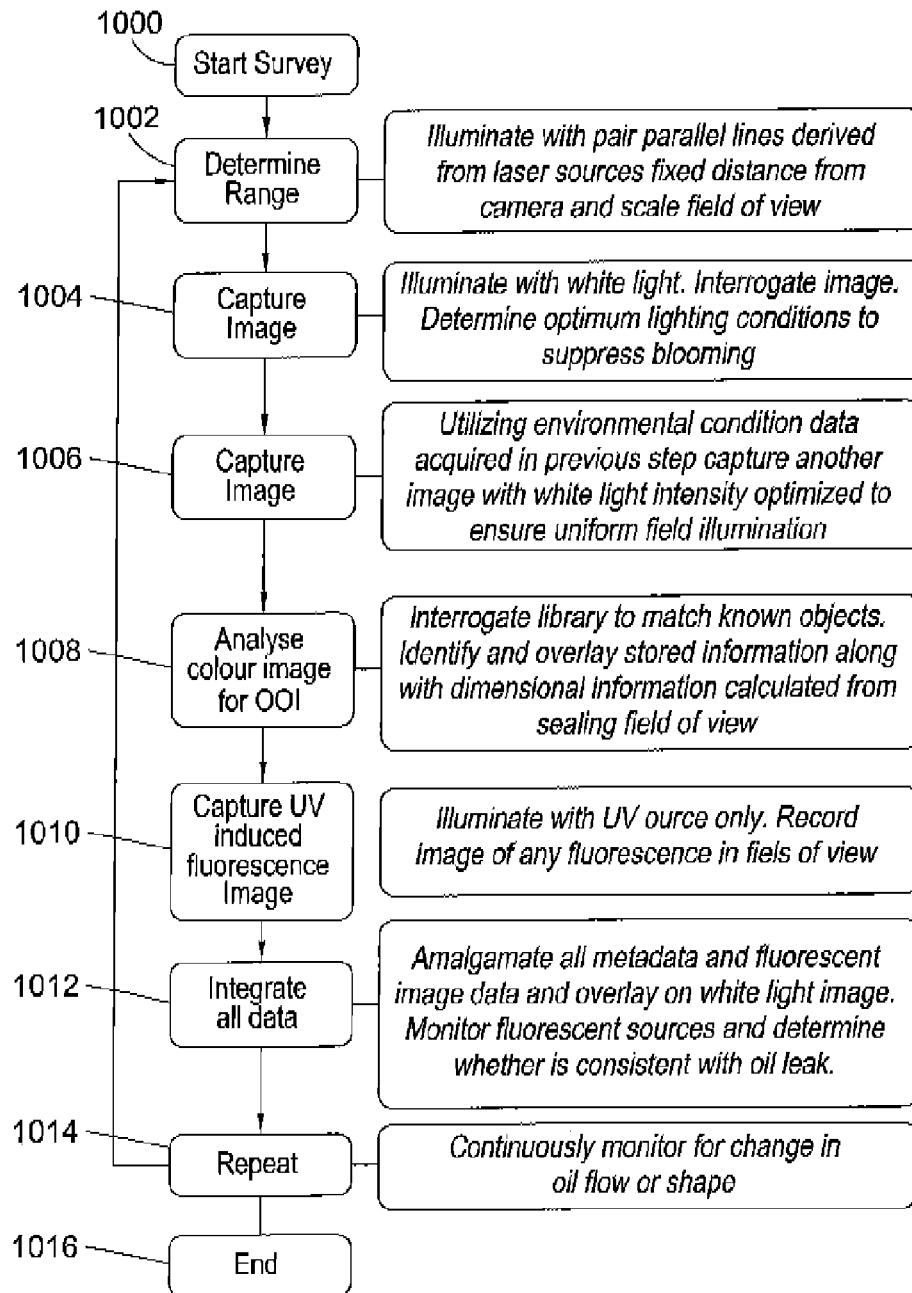 1000
Start Survey
1002
Determine
Range
Illuminate with pair parallel lines derived
from laser sources fixed distance from
camera and scale field of view
1004
Capture
Image
Illuminate with white light. Interrogate image.
Determine optimum lighting conditions to
suppress blooming
1006
Capture
Image
Utilizing environmental condition data
acquired in previous step capture another
image with white light intensity optimized to
ensure uniform field illumination
1008
Analyse
colour image
for OOI
Interrogate library to match known objects.
Identify and overlay stored information along
with dimensional information calculated from
sealing field of view
1010
Capture UV
induced
fluorescence
Image
Illuminate with UV ource only. Record
Image of any fluorescence in fiels of view
1012
Integrate
all data
Amalgamate all metadata and fluorescent
image data and overlay on white light image.
Monitor fluorescent sources and determine
whether is consistent with oil leak.
1014
Repeat
Continuously monitor for change in
oil flow or shape
1016
End